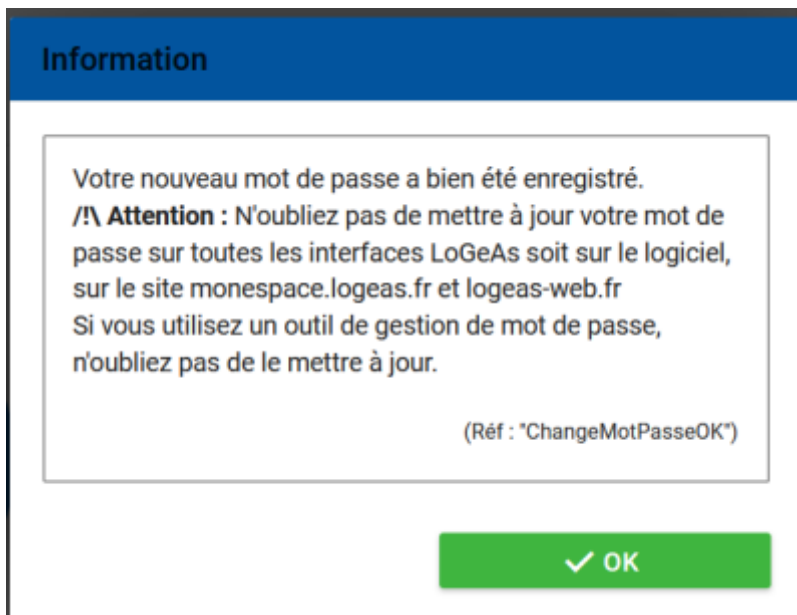 Information
Votre nouveau mot de passe a bien été enregistré.
/!\ Attention : N'oubliez pas de mettre à jour votre mot de
passe sur toutes les interfaces LoGeAs soit sur le logiciel,
sur le site monespace.logeas.fr et logeas-web.fr
Si vous utilisez un outil de gestion de mot de passe,
n'oubliez pas de le mettre à jour.
(Réf : "ChangeMotPasseOK")
✓ OK